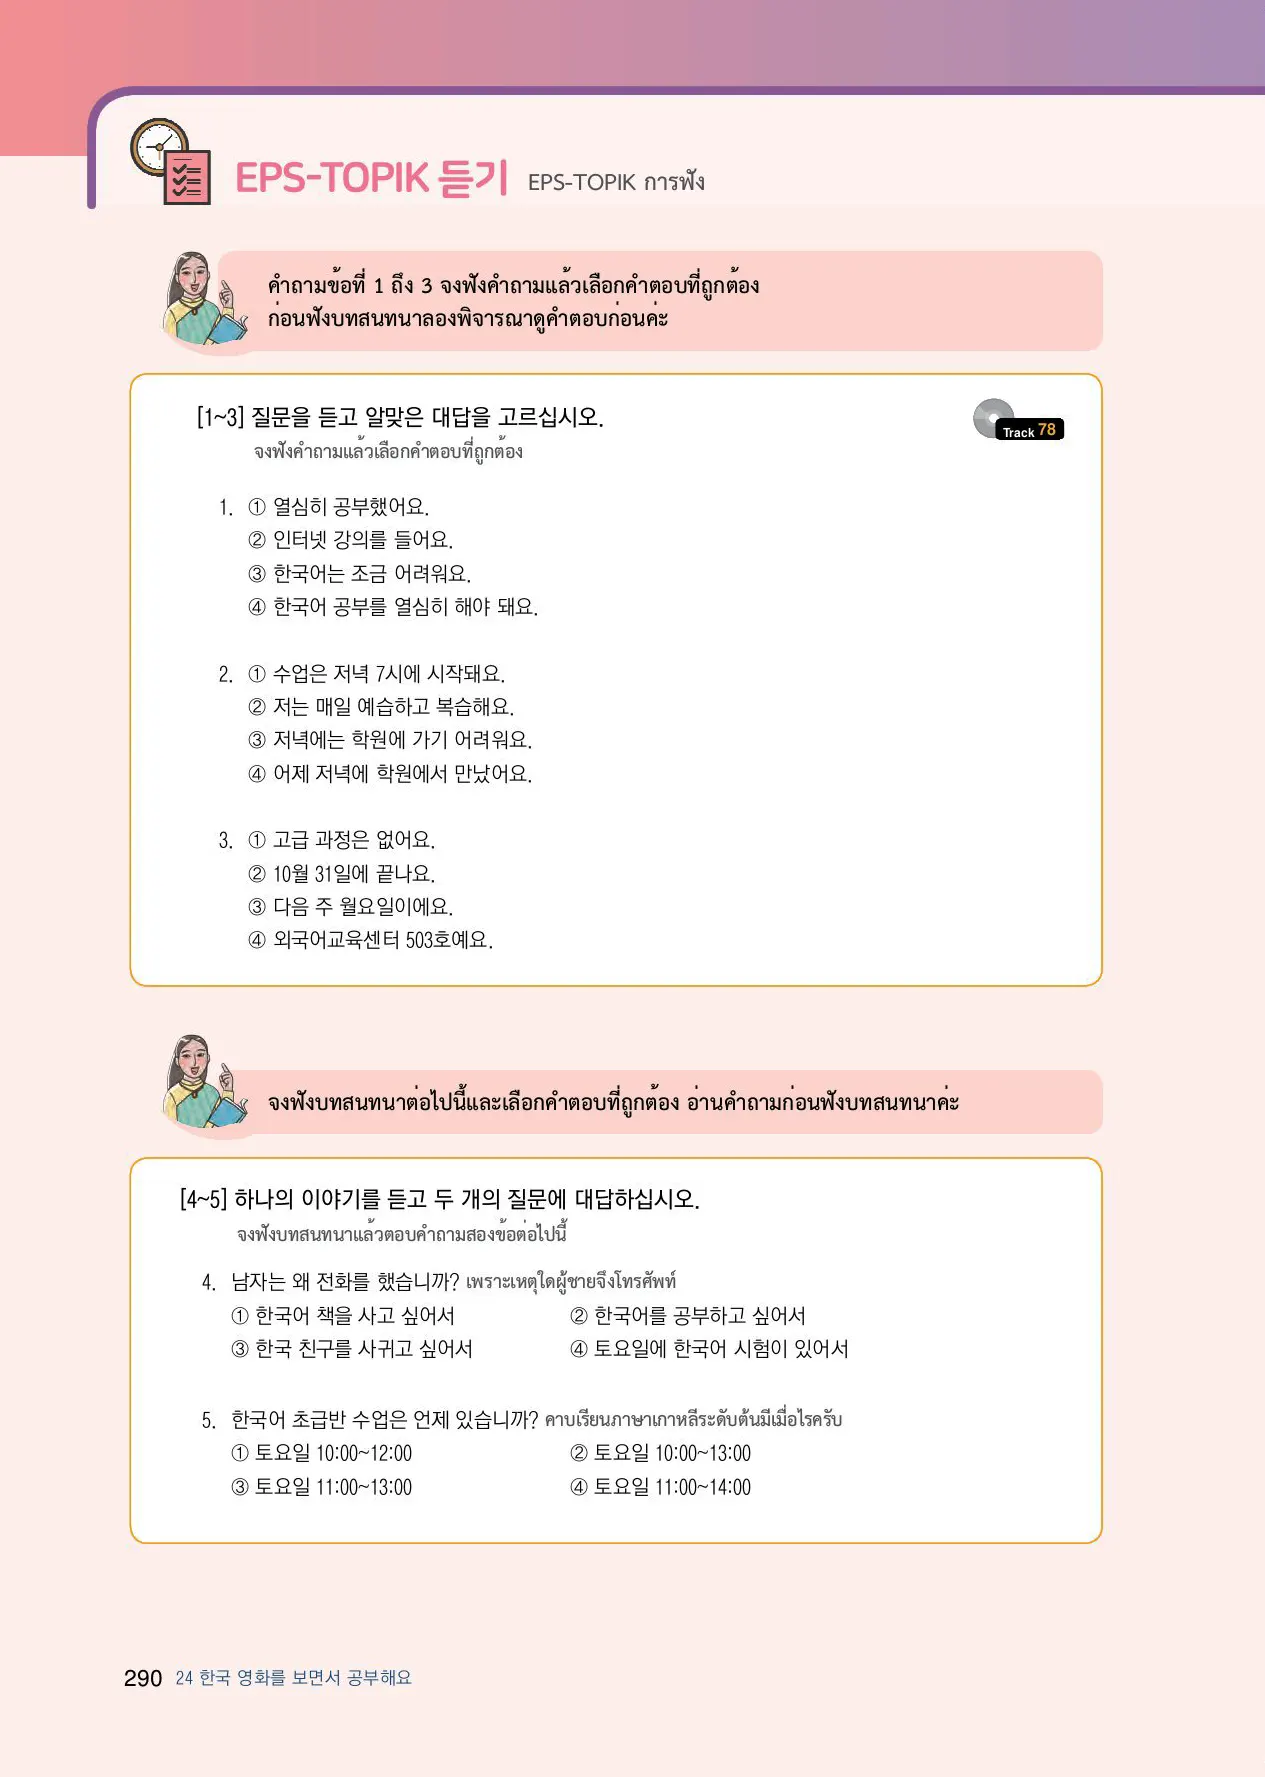 EPS-TOPIK 듣기 EPS-TOPIK การฟัง
คำถามข้อที่ 1 ถึง 3 จงฟังคำถามแล้วเลือกคำตอบที่ถูกต้อง
ก่อนฟังบทสนทนาลองพิจารณาดูคำตอบก่อนค่ะ
[1~3] 질문을 듣고 알맞은 대답을 고르십시오.
Track 78
จงฟังคำถามแล้วเลือกคำตอบที่ถูกต้อง
1. ① 열심히 공부했어요.
② 인터넷 강의를 들어요.
③ 한국어는 조금 어려워요.
④ 한국어 공부를 열심히 해야 돼요.
2. ① 수업은 저녁 7시에 시작돼요.
② 저는 매일 예습하고 복습해요.
③ 저녁에는 학원에 가기 어려워요.
④ 어제 저녁에 학원에서 만났어요.
3. ① 고급 과정은 없어요.
② 10월 31일에 끝나요.
③ 다음 주 월요일이에요.
④ 외국어교육센터 503호예요.
จงฟังบทสนทนาต่อไปนี้และเลือกคำตอบที่ถูกต้อง อ่านคำถามก่อนฟังบทสนทนาค่ะ
[4~5] 하나의 이야기를 듣고 두 개의 질문에 대답하십시오.
จงฟังบทสนทนาแล้วตอบคำถามสองข้อต่อไปนี้
4. 남자는 왜 전화를 했습니까? เพราะเหตุใดผู้ชายจึงโทรศัพท์
① 한국어 책을 사고 싶어서 ② 한국어를 공부하고 싶어서
③ 한국 친구를 사귀고 싶어서 ④ 토요일에 한국어 시험이 있어서
5. 한국어 초급반 수업은 언제 있습니까? คาบเรียนภาษาเกาหลีระดับต้นมีเมื่อไรครับ
① 토요일 10:00~12:00 ② 토요일 10:00~13:00
③ 토요일 11:00~13:00 ④ 토요일 11:00~14:00
290 24 한국 영화를 보면서 공부해요